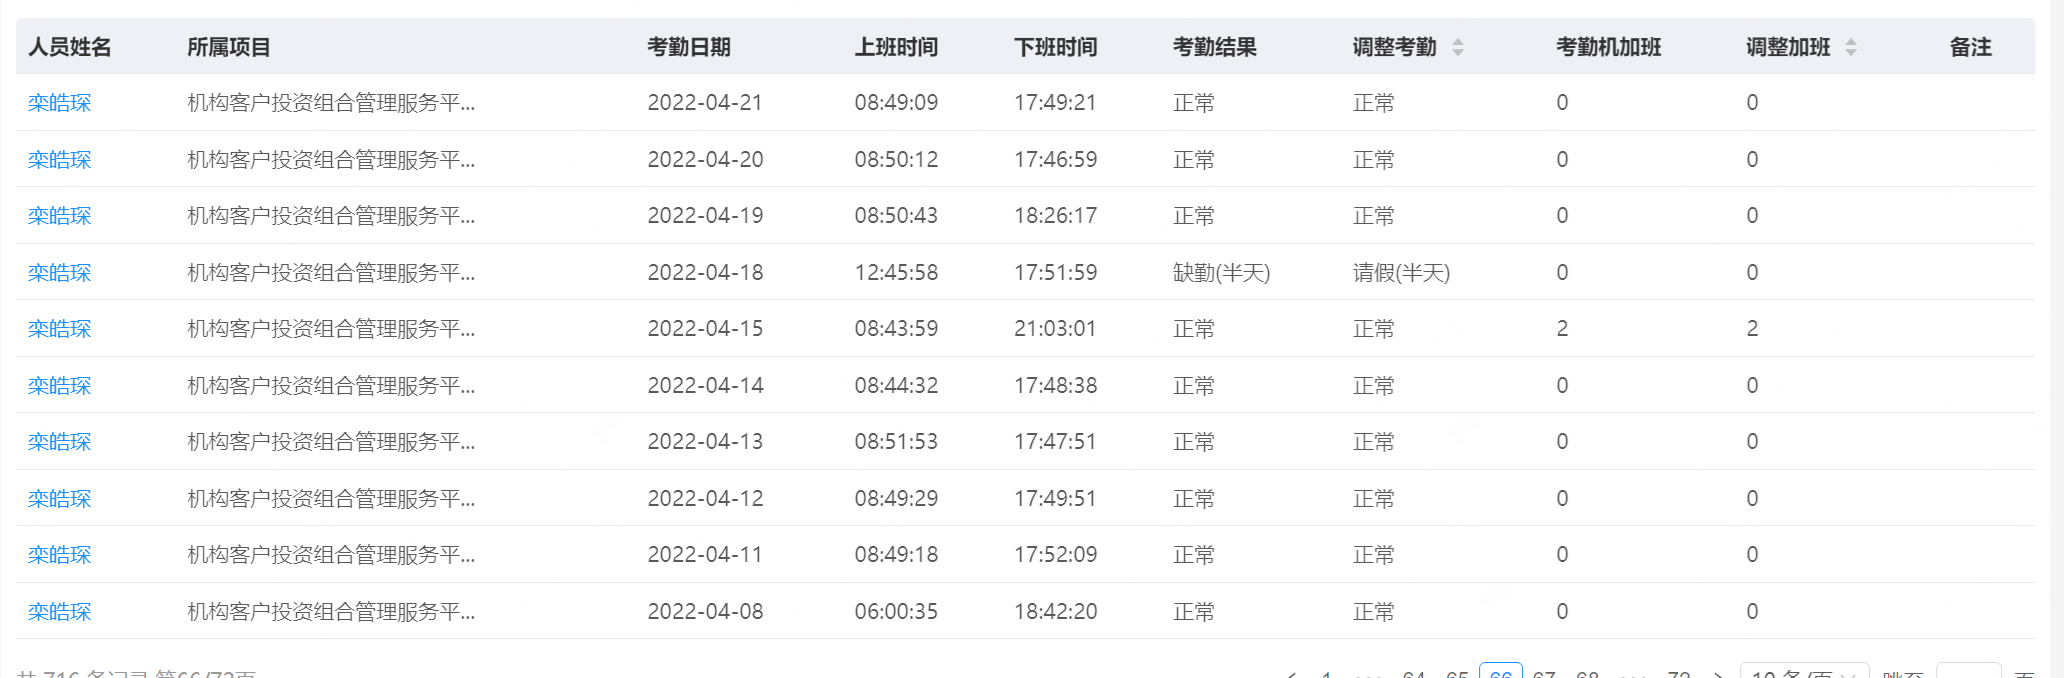 人员姓名 所属项目 考勤日期 上班时间 下班时间 考勤结果 调整考勤 考勤机加班 调整加班 备注
栾皓琛 机构客户投资组合管理服务平... 2022-04-21 08:49:09 17:49:21 正常 正常 0 0
栾皓琛 机构客户投资组合管理服务平... 2022-04-20 08:50:12 17:46:59 正常 正常 0 0
栾皓琛 机构客户投资组合管理服务平... 2022-04-19 08:50:43 18:26:17 正常 正常 0 0
栾皓琛 机构客户投资组合管理服务平... 2022-04-18 12:45:58 17:51:59 缺勤(半天) 请假(半天) 0 0
栾皓琛 机构客户投资组合管理服务平... 2022-04-15 08:43:59 21:03:01 正常 正常 2 2
栾皓琛 机构客户投资组合管理服务平... 2022-04-14 08:44:32 17:48:38 正常 正常 0 0
栾皓琛 机构客户投资组合管理服务平... 2022-04-13 08:51:53 17:47:51 正常 正常 0 0
栾皓琛 机构客户投资组合管理服务平... 2022-04-12 08:49:29 17:49:51 正常 正常 0 0
栾皓琛 机构客户投资组合管理服务平... 2022-04-11 08:49:18 17:52:09 正常 正常 0 0
栾皓琛 机构客户投资组合管理服务平... 2022-04-08 06:00:35 18:42:20 正常 正常 0 0
共 716 条记录 第66/72页 1 ••• 64 65 66 67 68 ••• 72 10 条/页 跳至 页